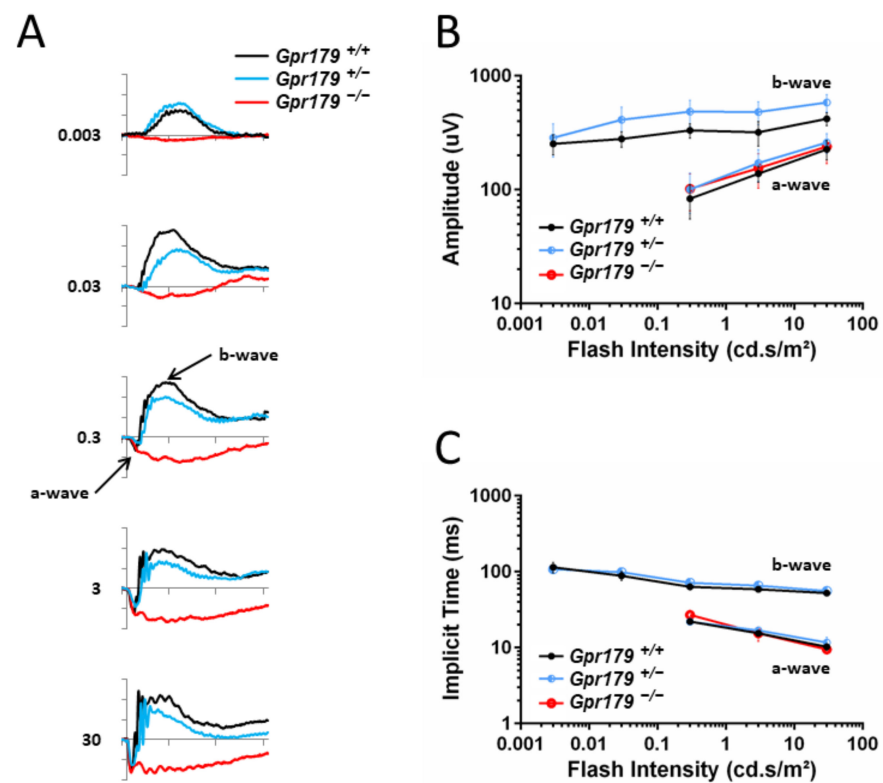 A
Gpr179 +/+
Gpr179 +/−
Gpr179 −/−
0.003
0.03
b-wave
0.3
a-wave
3
30
B
1000
100
10
Amplitude (uV)
b-wave
a-wave
Gpr179 +/+
Gpr179 +/−
Gpr179 −/−
0.001 0.01 0.1 1 10 100
Flash Intensity (cd.s/m²)
C
1000
100
10
1
Implicit Time (ms)
b-wave
a-wave
Gpr179 +/+
Gpr179 +/−
Gpr179 −/−
0.001 0.01 0.1 1 10 100
Flash Intensity (cd.s/m²)